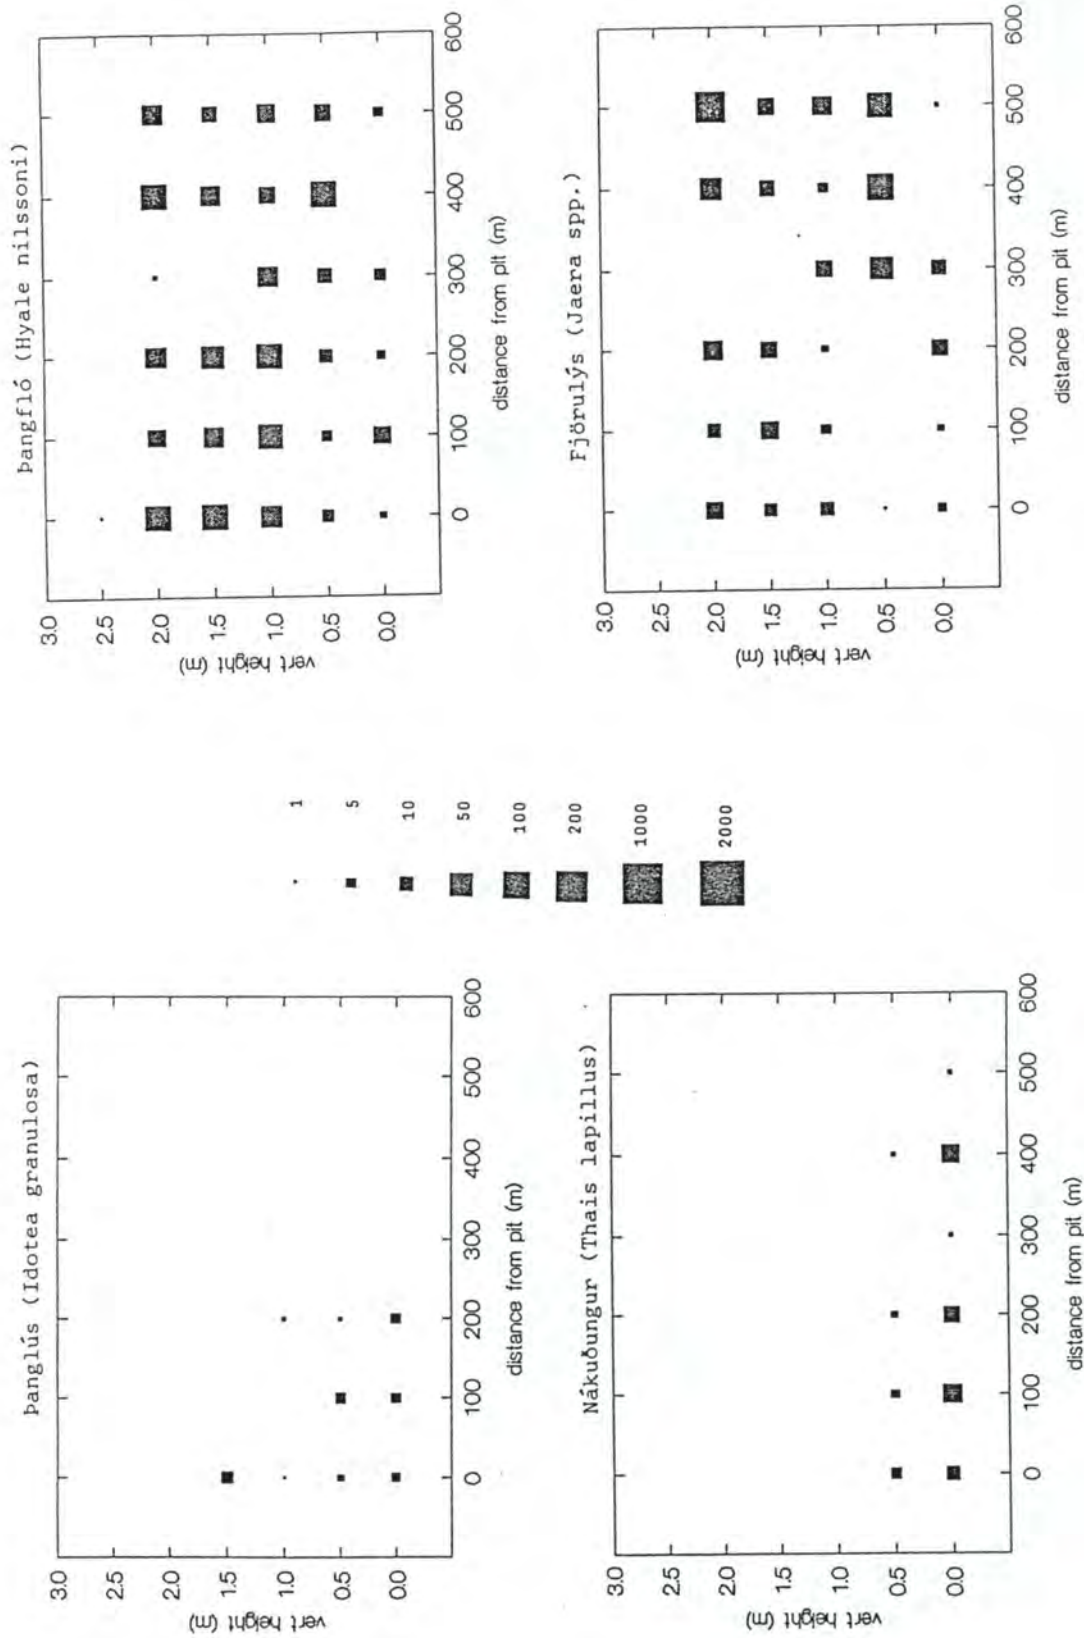 Þanglús (Idotea granulosa)
3.0
2.5
2.0
1.5
1.0
0.5
0.0
vert height (m)
0 100 200 300 400 500 600
distance from pit (m)
Þangfló (Hyale nilssoni)
3.0
2.5
2.0
1.5
1.0
0.5
0.0
vert height (m)
0 100 200 300 400 500 600
distance from pit (m)
1
5
10
50
100
200
1000
2000
Nákuðungur (Thais lapillus)
3.0
2.5
2.0
1.5
1.0
0.5
0.0
vert height (m)
0 100 200 300 400 500 600
distance from pit (m)
Fjörulýs (Jaera spp.)
3.0
2.5
2.0
1.5
1.0
0.5
0.0
vert height (m)
0 100 200 300 400 500 600
distance from pit (m)